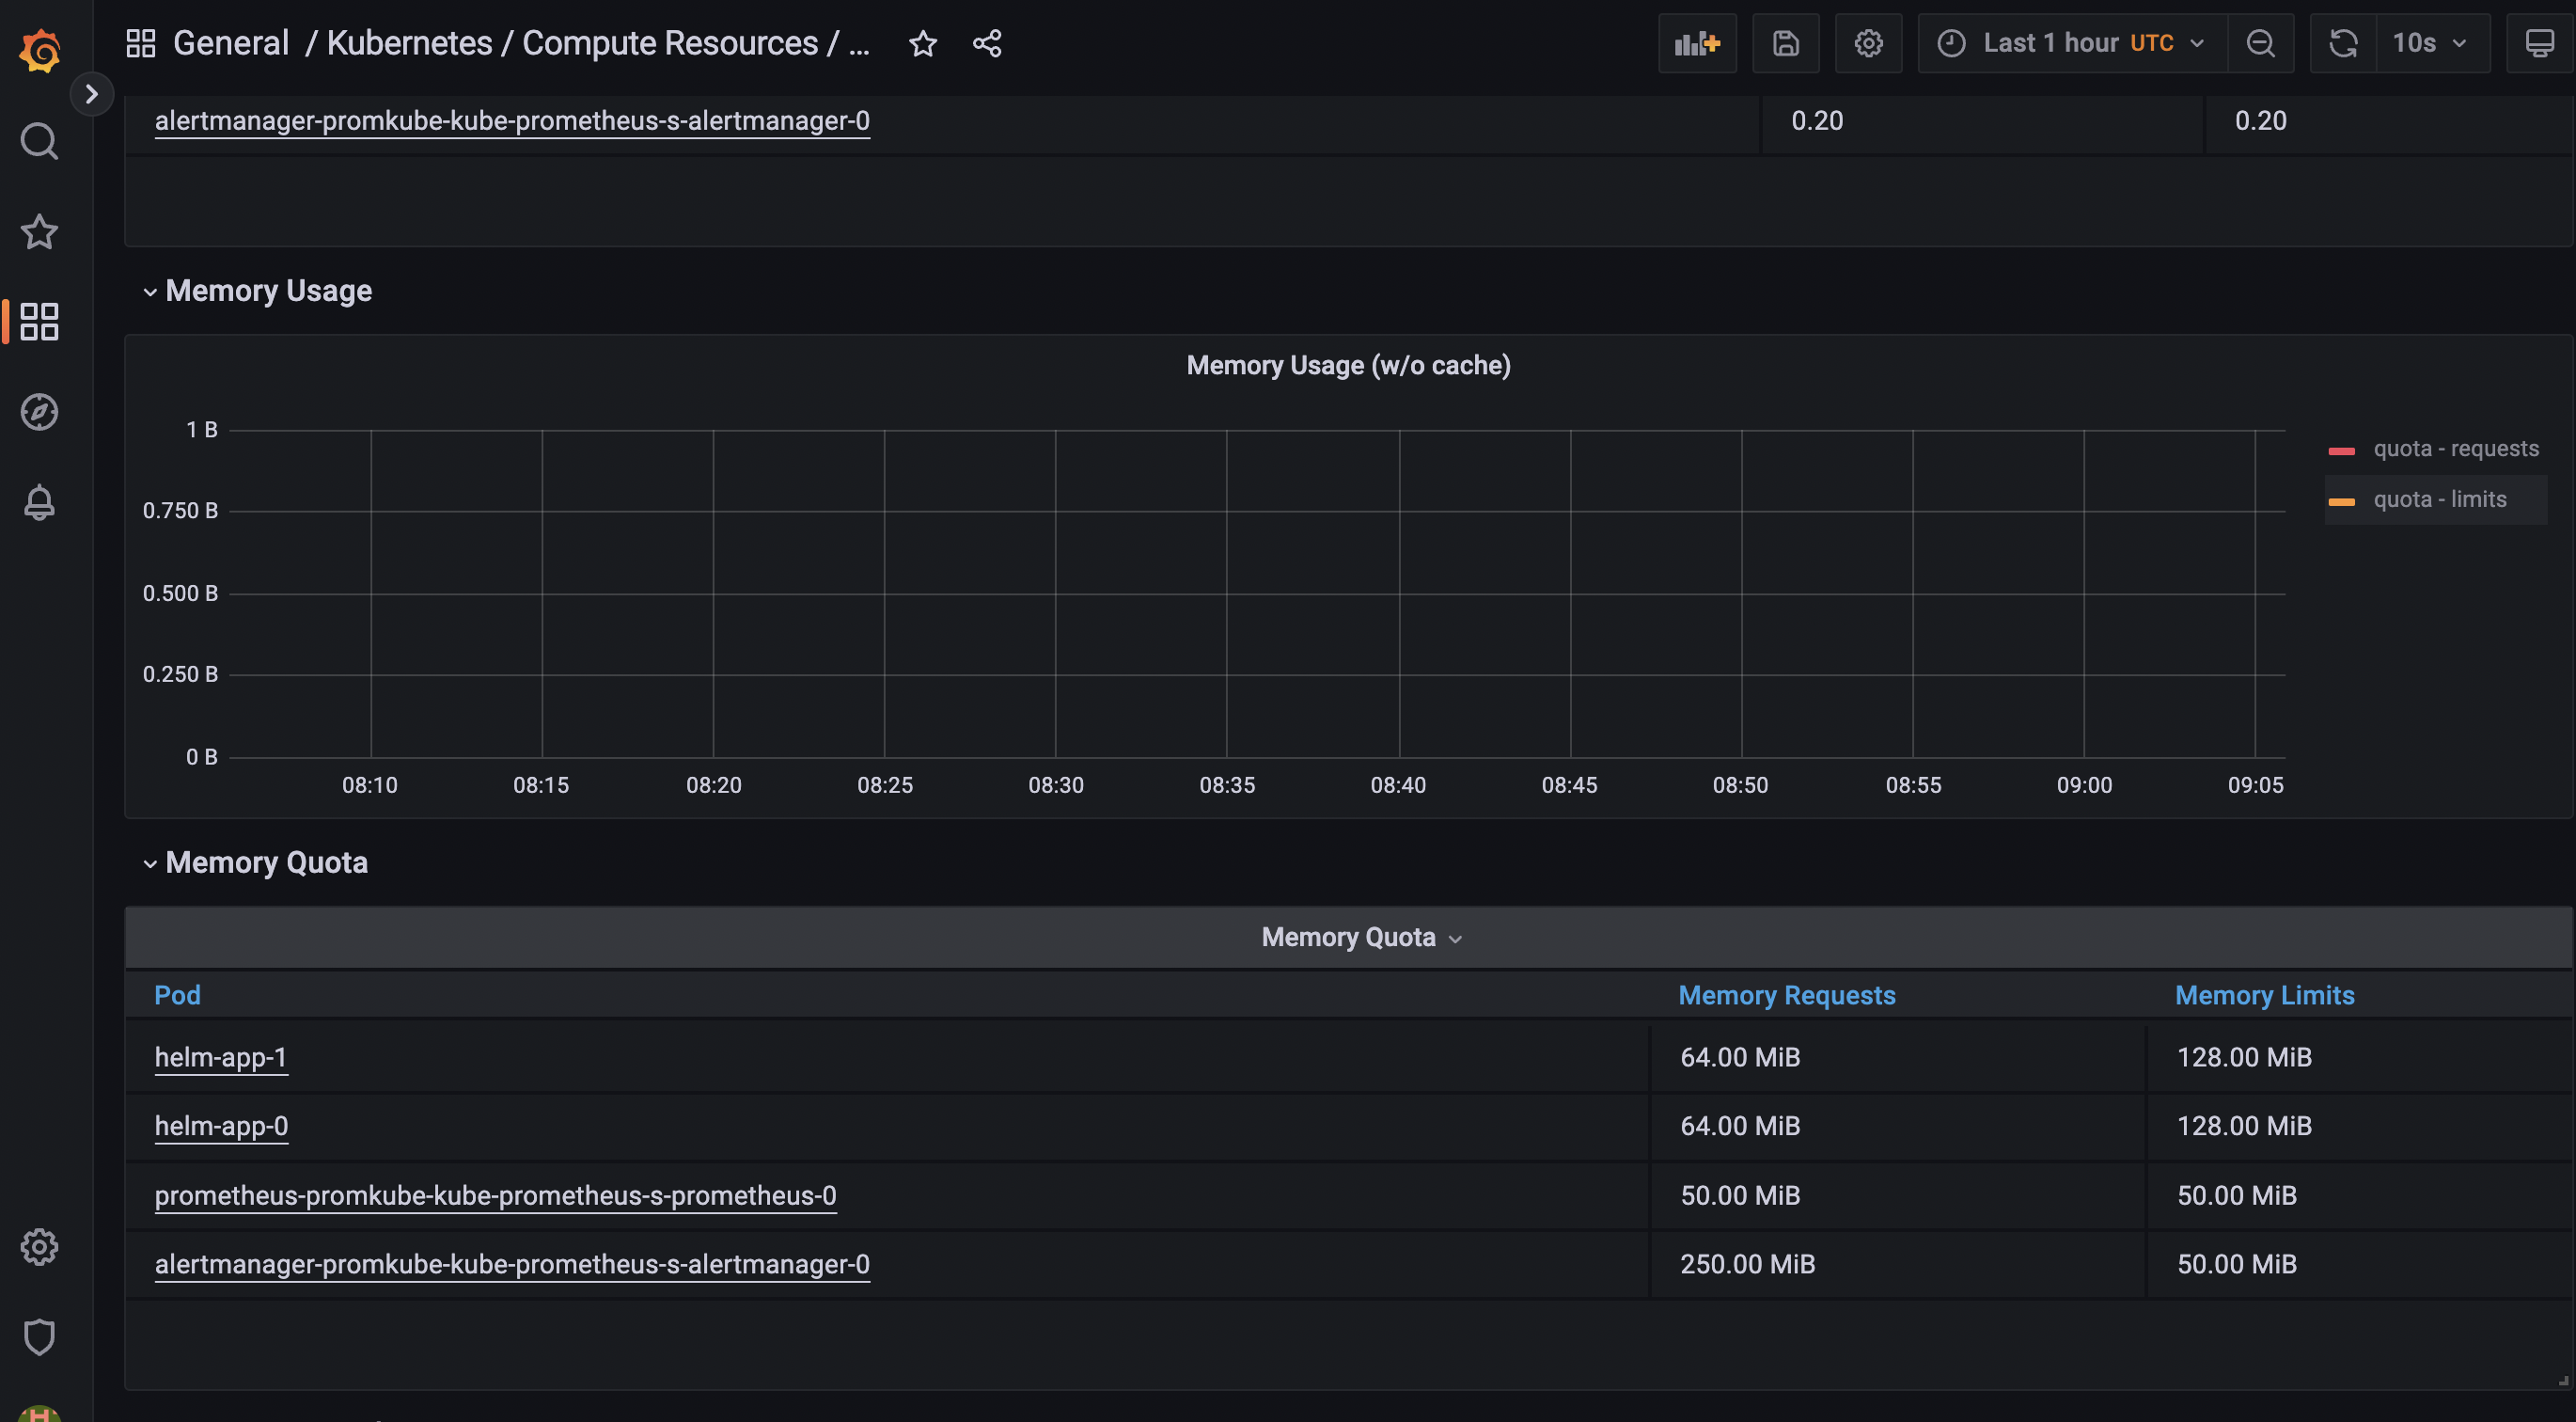 General / Kubernetes / Compute Resources / ...
Last 1 hour UTC
10s
alertmanager-promkube-kube-prometheus-s-alertmanager-0 0.20 0.20
Memory Usage
Memory Usage (w/o cache)
1 B
0.750 B
0.500 B
0.250 B
0 B
08:10 08:15 08:20 08:25 08:30 08:35 08:40 08:45 08:50 08:55 09:00 09:05
quota - requests
quota - limits
Memory Quota
Memory Quota
Pod Memory Requests Memory Limits
helm-app-1 64.00 MiB 128.00 MiB
helm-app-0 64.00 MiB 128.00 MiB
prometheus-promkube-kube-prometheus-s-prometheus-0 50.00 MiB 50.00 MiB
alertmanager-promkube-kube-prometheus-s-alertmanager-0 250.00 MiB 50.00 MiB